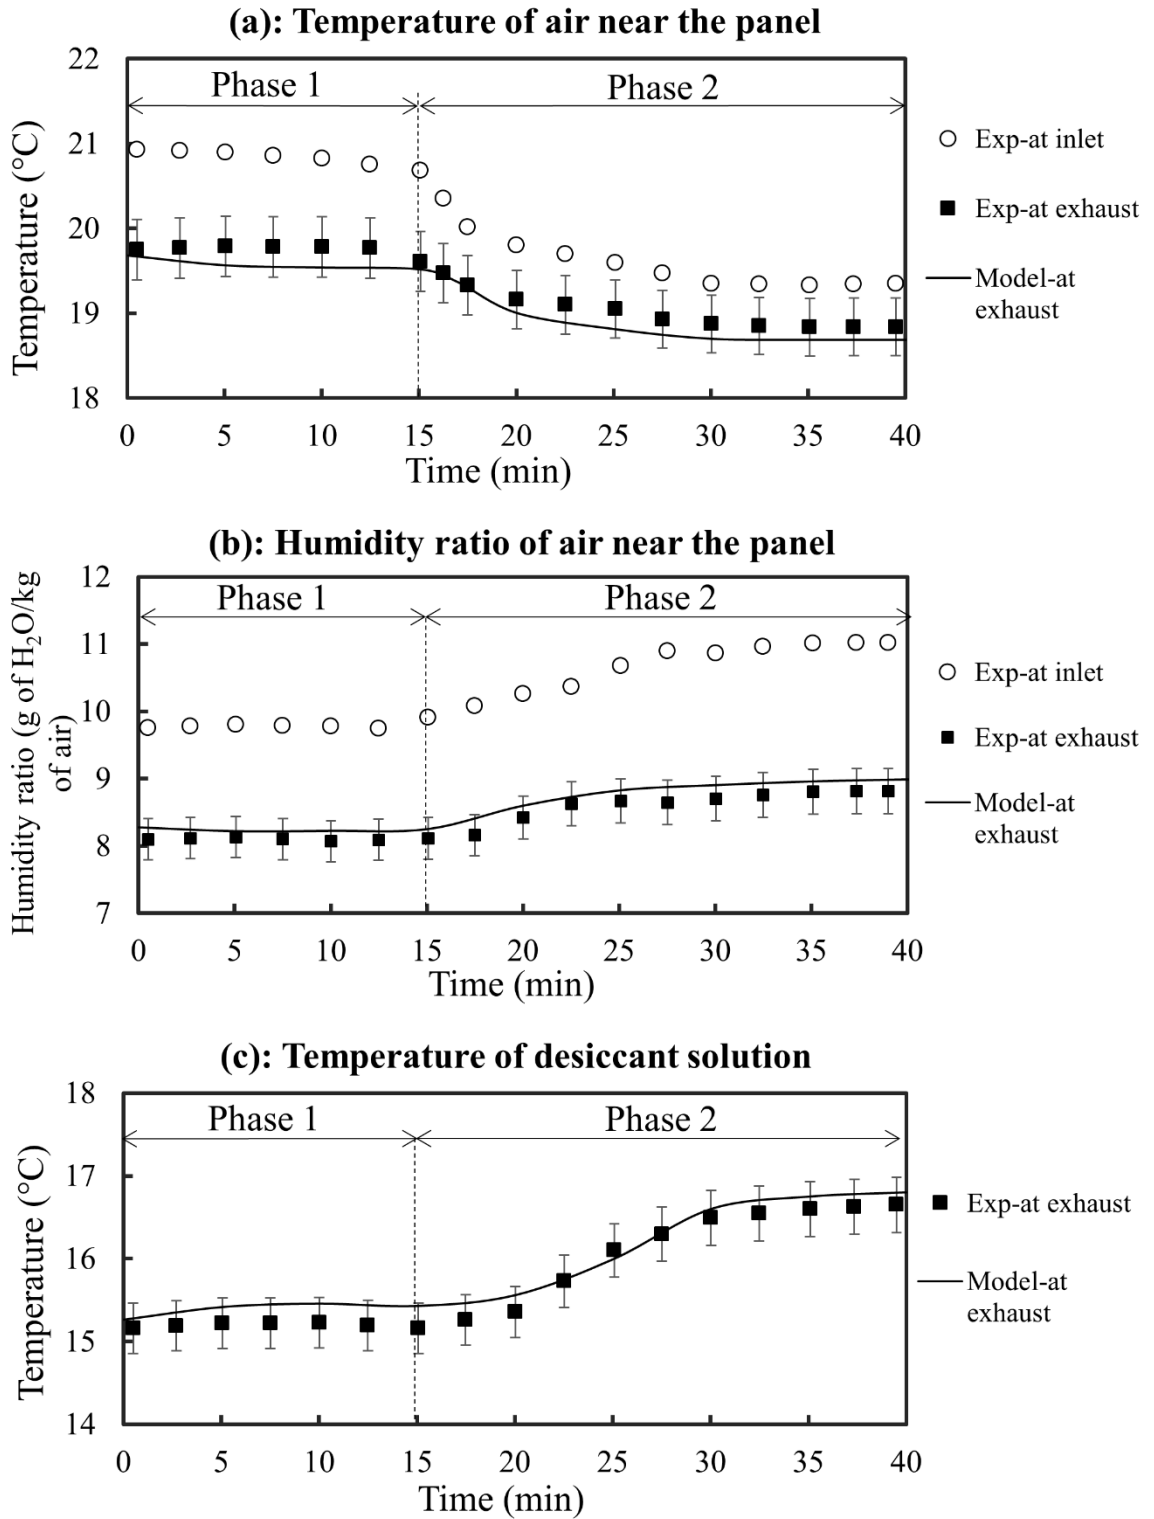 (a): Temperature of air near the panel
22
21
20
19
18
Temperature (°C)
Phase 1
Phase 2
0 5 10 15 20 25 30 35 40
Time (min)
Exp-at inlet
Exp-at exhaust
Model-at
exhaust
(b): Humidity ratio of air near the panel
12
11
10
9
8
7
Humidity ratio (g of H₂O/kg
of air)
Phase 1
Phase 2
0 5 10 15 20 25 30 35 40
Time (min)
Exp-at inlet
Exp-at exhaust
Model-at
exhaust
(c): Temperature of desiccant solution
18
17
16
15
14
Temperature (°C)
Phase 1
Phase 2
0 5 10 15 20 25 30 35 40
Time (min)
Exp-at exhaust
Model-at
exhaust